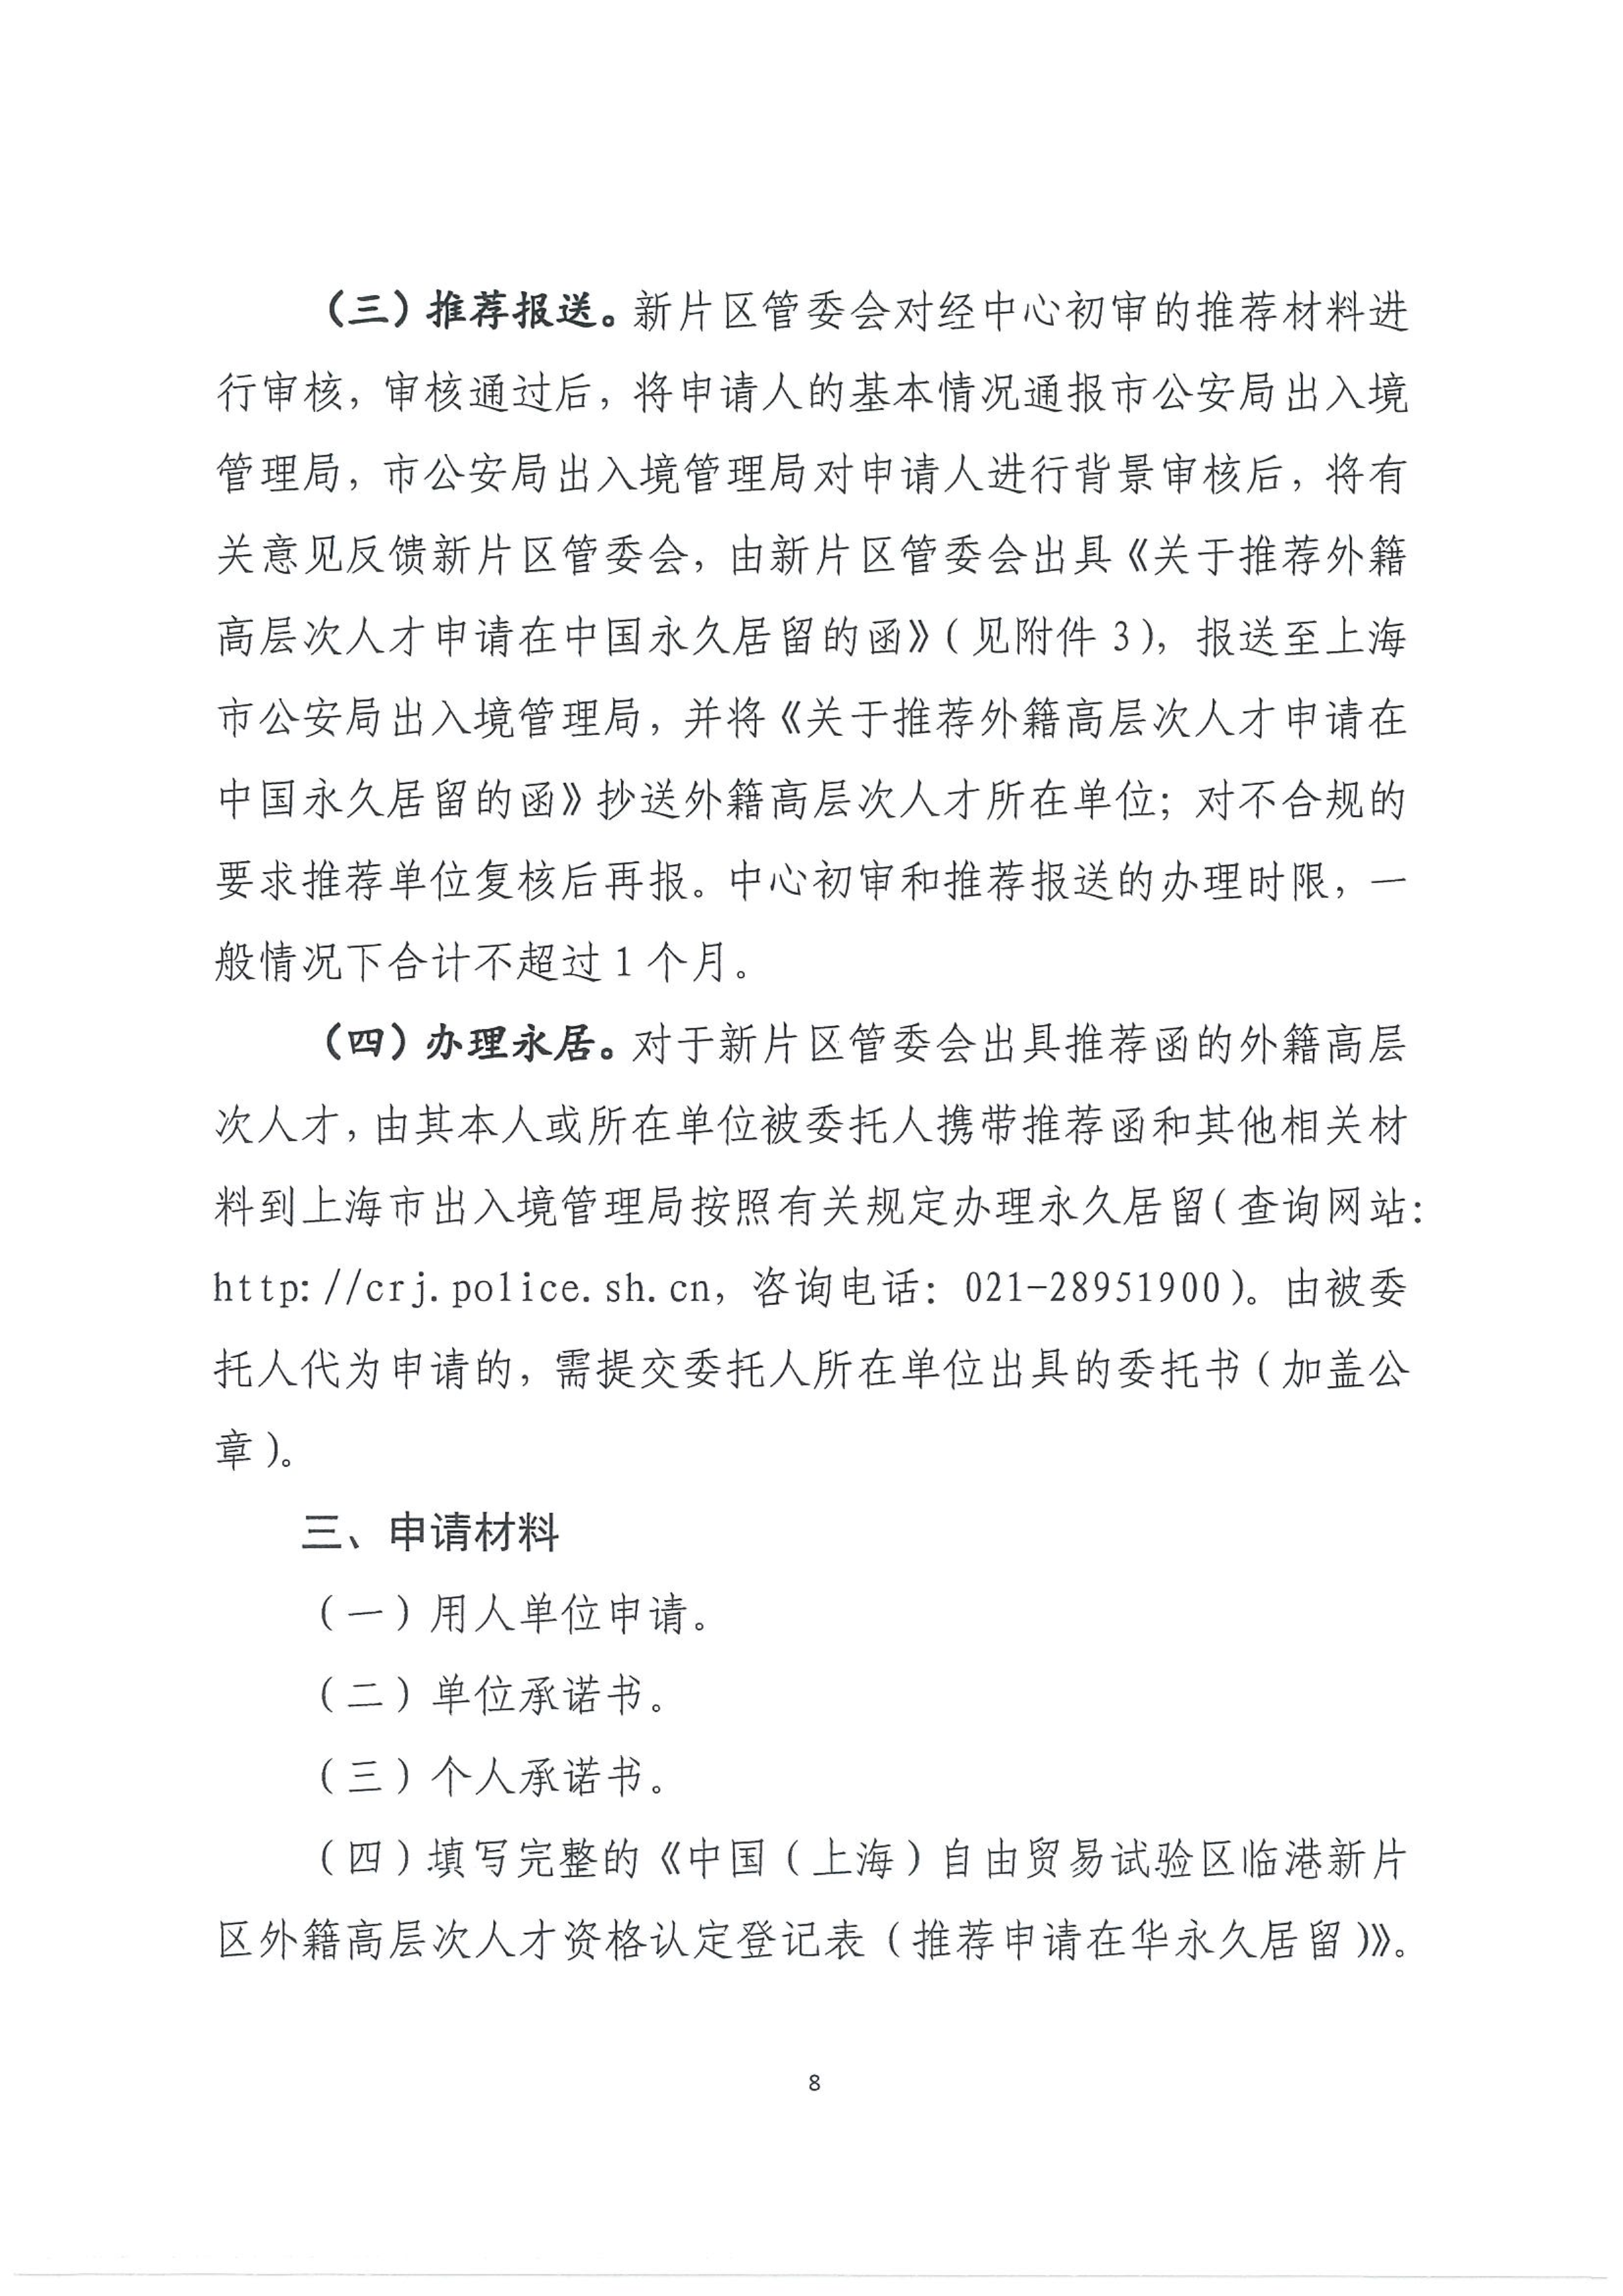 （三）推荐报送。新片区管委会对经中心初审的推荐材料进
行审核，审核通过后，将申请人的基本情况通报市公安局出入境
管理局，市公安局出入境管理局对申请人进行背景审核后，将有
关意见反馈新片区管委会，由新片区管委会出具《关于推荐外籍
高层次人才申请在中国永久居留的函》（见附件 3），报送至上海
市公安局出入境管理局，并将《关于推荐外籍高层次人才申请在
中国永久居留的函》抄送外籍高层次人才所在单位；对不合规的
要求推荐单位复核后再报。中心初审和推荐报送的办理时限，一
般情况下合计不超过 1 个月。
（四）办理永居。对于新片区管委会出具推荐函的外籍高层
次人才，由其本人或所在单位被委托人携带推荐函和其他相关材
料到上海市出入境管理局按照有关规定办理永久居留（查询网站：
http://crj.police.sh.cn，咨询电话：021-28951900）。由被委
托人代为申请的，需提交委托人所在单位出具的委托书（加盖公
章）。
三、申请材料
（一）用人单位申请。
（二）单位承诺书。
（三）个人承诺书。
（四）填写完整的《中国（上海）自由贸易试验区临港新片
区外籍高层次人才资格认定登记表（推荐申请在华永久居留）》。
8